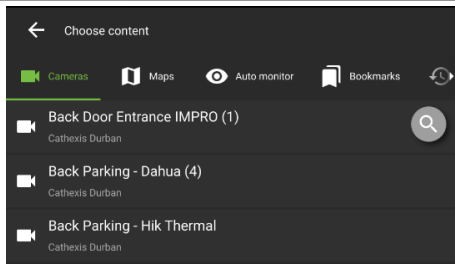 Choose content
Cameras Maps Auto monitor Bookmarks
Back Door Entrance IMPRO (1)
Cathexis Durban
Back Parking - Dahua (4)
Cathexis Durban
Back Parking - Hik Thermal
Cathexis Durban